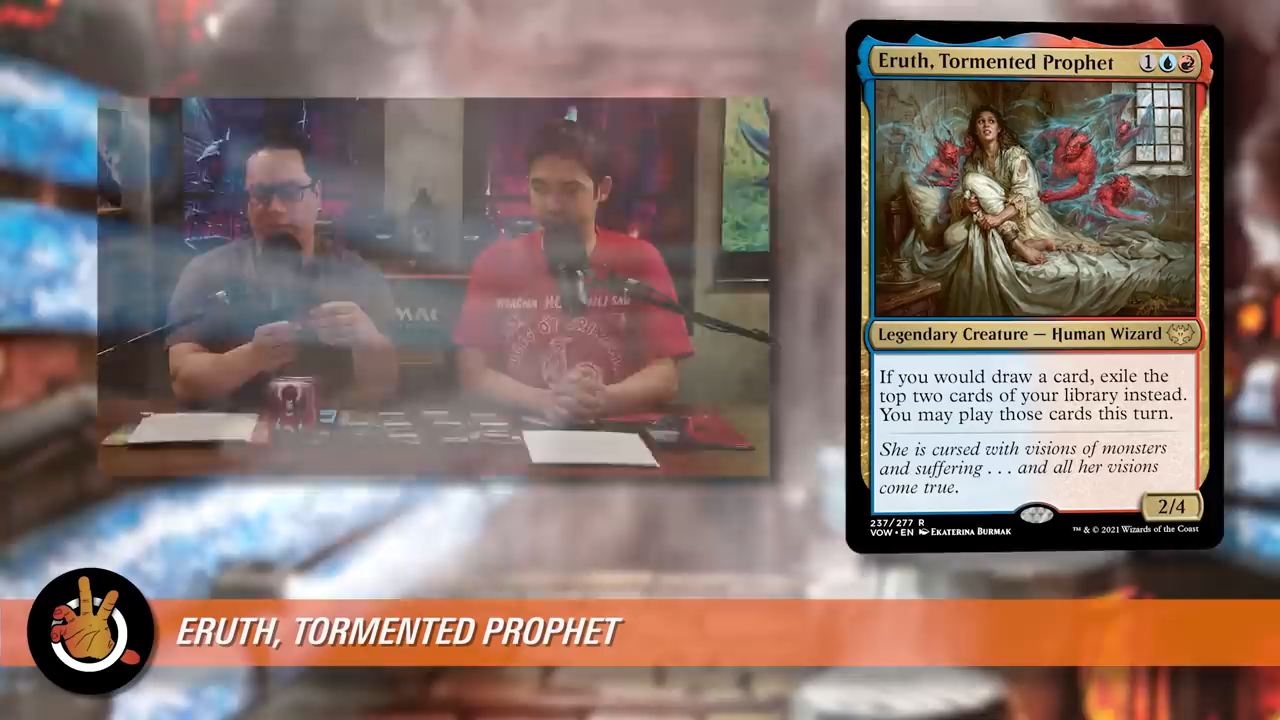 Eruth, Tormented Prophet 1
Legendary Creature — Human Wizard
If you would draw a card, exile the
top two cards of your library instead.
You may play those cards this turn.
She is cursed with visions of monsters
and suffering . . . and all her visions
come true.
2/4
237/277 R
VOW • EN EKATERINA BURMAK
™ & © 2021 Wizards of the Coast
ERUTH, TORMENTED PROPHET